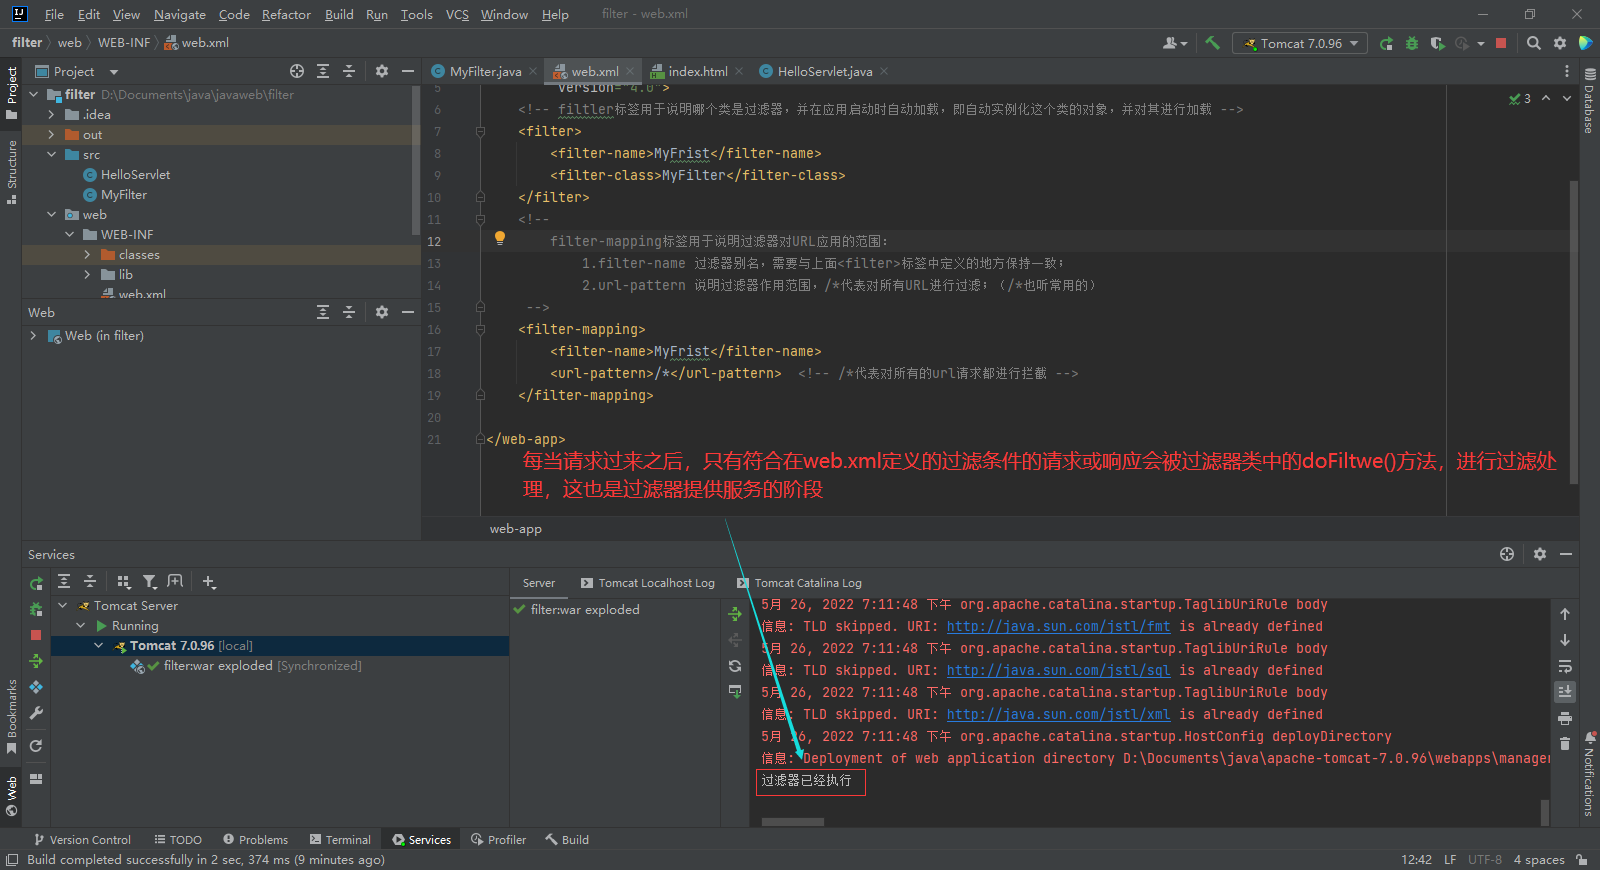 File Edit View Navigate Code Refactor Build Run Tools VCS Window Help filter - web.xml
filter web WEB-INF web.xml
Tomcat 7.0.96
Project
MyFilter.java web.xml index.html HelloServlet.java
Project
Structure
Bookmarks
Web
Database
Notifications
filter D:\Documents\java\javaweb\filter
.idea
out
src
HelloServlet
MyFilter
web
WEB-INF
classes
lib
web.xml
Web
Web (in filter)
3
5 version="4.0">
6 <!-- filtler标签用于说明哪个类是过滤器，并在应用启动时自动加载，即自动实例化这个类的对象，并对其进行加载 -->
7 <filter>
8 <filter-name>MyFrist</filter-name>
9 <filter-class>MyFilter</filter-class>
10 </filter>
11 <!--
12 filter-mapping标签用于说明过滤器对URL应用的范围：
13 1.filter-name 过滤器别名，需要与上面<filter>标签中定义的地方保持一致；
14 2.url-pattern 说明过滤器作用范围，/*代表对所有URL进行过滤；（/*也听常用的）
15 -->
16 <filter-mapping>
17 <filter-name>MyFrist</filter-name>
18 <url-pattern>/*</url-pattern> <!-- /*代表对所有的url请求都进行拦截 -->
19 </filter-mapping>
20
21 </web-app>
每当请求过来之后，只有符合在web.xml定义的过滤条件的请求或响应会被过滤器类中的doFiltwe()方法，进行过滤处
理，这也是过滤器提供服务的阶段
web-app
Services
Tomcat Server
Running
Tomcat 7.0.96 [local]
filter:war exploded [Synchronized]
Server Tomcat Localhost Log Tomcat Catalina Log
filter:war exploded
5月 26, 2022 7:11:48 下午 org.apache.catalina.startup.TaglibUriRule body
信息: TLD skipped. URI: http://java.sun.com/jstl/fmt is already defined
5月 26, 2022 7:11:48 下午 org.apache.catalina.startup.TaglibUriRule body
信息: TLD skipped. URI: http://java.sun.com/jstl/sql is already defined
5月 26, 2022 7:11:48 下午 org.apache.catalina.startup.TaglibUriRule body
信息: TLD skipped. URI: http://java.sun.com/jstl/xml is already defined
5月 26, 2022 7:11:48 下午 org.apache.catalina.startup.HostConfig deployDirectory
信息: Deployment of web application directory D:\Documents\java\apache-tomcat-7.0.96\webapps\manager
过滤器已经执行
Version Control TODO Problems Terminal Services Profiler Build
Build completed successfully in 2 sec, 374 ms (9 minutes ago)
12:42 LF UTF-8 4 spaces